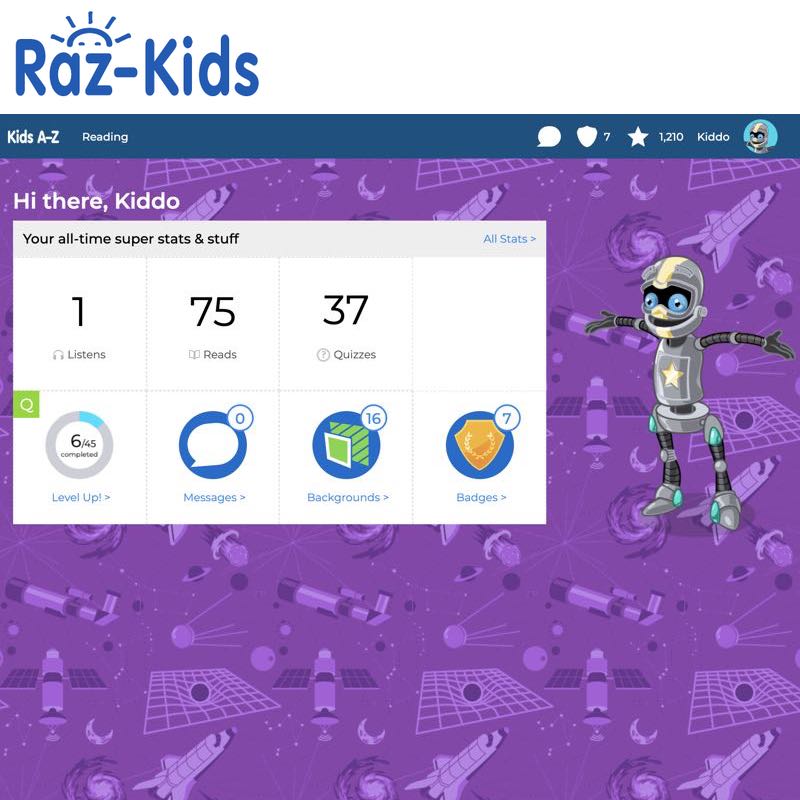 Raz-Kids
Kids A-Z Reading 7 1,210 Kiddo
Hi there, Kiddo
Your all-time super stats & stuff All Stats >
1 75 37
Listens Reads ? Quizzes
Q
6/45
completed
0 16 7
Level Up! > Messages > Backgrounds > Badges >